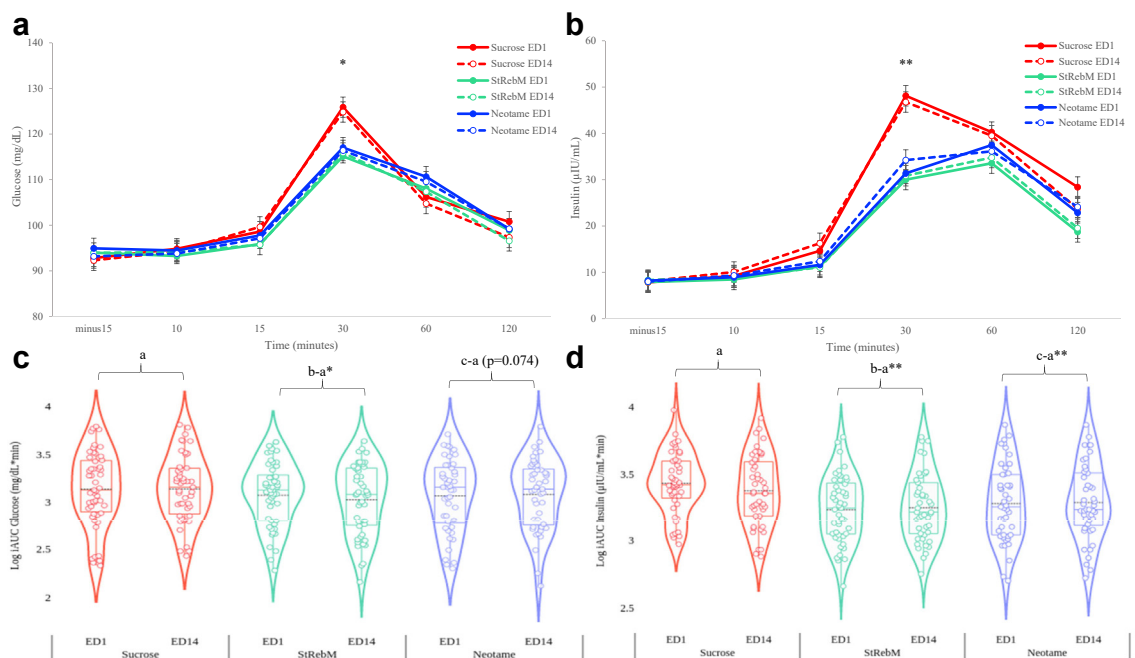 a
140
130
120
110
100
90
80
Glucose (mg/dL)
*
Sucrose ED1
Sucrose ED14
StRebM ED1
StRebM ED14
Neotame ED1
Neotame ED14
minus15 10 15 30 60 120
Time (minutes)
b
60
50
40
30
20
10
0
Insulin (µIU/mL)
**
Sucrose ED1
Sucrose ED14
StRebM ED1
StRebM ED14
Neotame ED1
Neotame ED14
minus15 10 15 30 60 120
Time (minutes)
c
a
b-a*
c-a (p=0.074)
4
3.5
3
2.5
2
Log iAUC Glucose (mg/dL*min)
ED1 ED14 ED1 ED14 ED1 ED14
Sucrose StRebM Neotame
d
a
b-a**
c-a**
4
3.5
3
2.5
Log iAUC Insulin (µIU/mL*min)
ED1 ED14 ED1 ED14 ED1 ED14
Sucrose StRebM Neotame